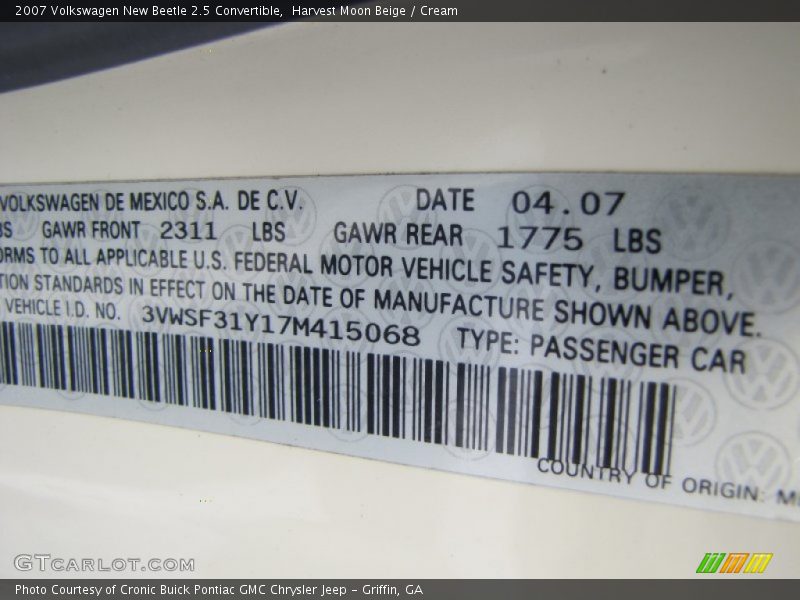 2007 Volkswagen New Beetle 2.5 Convertible, Harvest Moon Beige / Cream
VOLKSWAGEN DE MEXICO S.A. DE C.V. DATE 04.07
GAWR FRONT 2311 LBS GAWR REAR 1775 LBS
TO ALL APPLICABLE U.S. FEDERAL MOTOR VEHICLE SAFETY, BUMPER,
STANDARDS IN EFFECT ON THE DATE OF MANUFACTURE SHOWN ABOVE.
VEHICLE I.D. NO. 3VWSF31Y17M415068 TYPE: PASSENGER CAR
COUNTRY OF ORIGIN:
GTCARLOT.COM
Photo Courtesy of Cronic Buick Pontiac GMC Chrysler Jeep - Griffin, GA